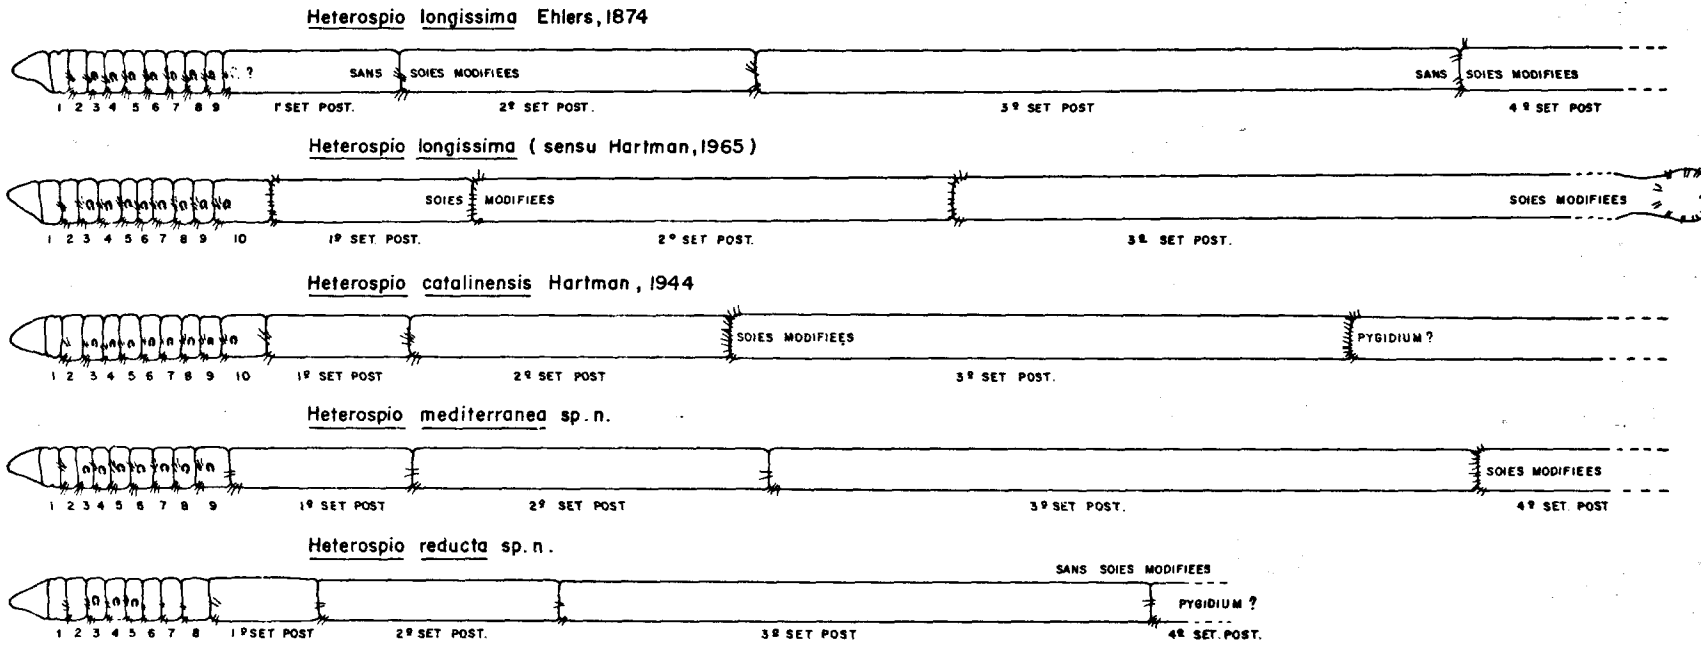 Heterospio longissima Ehlers, 1874
? SANS SOIES MODIFIEES SANS SOIES MODIFIEES
1 2 3 4 5 6 7 8 9 1º SET POST. 2º SET POST. 3º SET POST 4º SET POST
Heterospio longissima ( sensu Hartman, 1965)
SOIES MODIFIEES SOIES MODIFIEES
1 2 3 4 5 6 7 8 9 10 1º SET. POST. 2º SET POST. 3º SET POST.
Heterospio catalinensis Hartman, 1944
SOIES MODIFIEES PYGIDIUM ?
1 2 3 4 5 6 7 8 9 10 1º SET POST 2º SET POST 3º SET POST.
Heterospio mediterranea sp. n.
SOIES MODIFIEES
1 2 3 4 5 6 7 8 9 1º SET POST 2º SET POST 3º SET POST. 4º SET. POST
Heterospio reducta sp. n.
SANS SOIES MODIFIEES
PYGIDIUM ?
1 2 3 4 5 6 7 8 1º SET POST 2º SET POST. 3º SET POST 4º SET. POST.